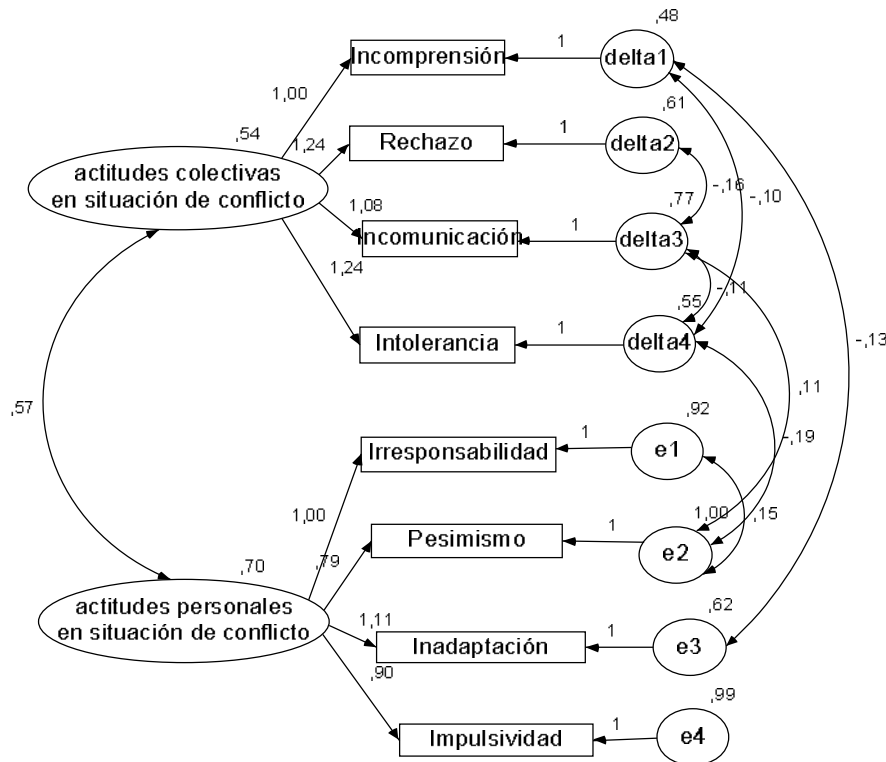 ,48
Incomprensión
1
delta1
1,00
,61
,54
1,24
Rechazo
1
delta2
actitudes colectivas
en situación de conflicto
,77
-,16
-,10
1,08
Incomunicación
1
delta3
1,24
,55
-,11
Intolerancia
1
delta4
-,13
,57
,11
,92
-,19
Irresponsabilidad
1
e1
1,00
1,00
,15
,79
Pesimismo
1
e2
,70
actitudes personales
en situación de conflicto
,62
1,11
Inadaptación
1
e3
,90
,99
Impulsividad
1
e4